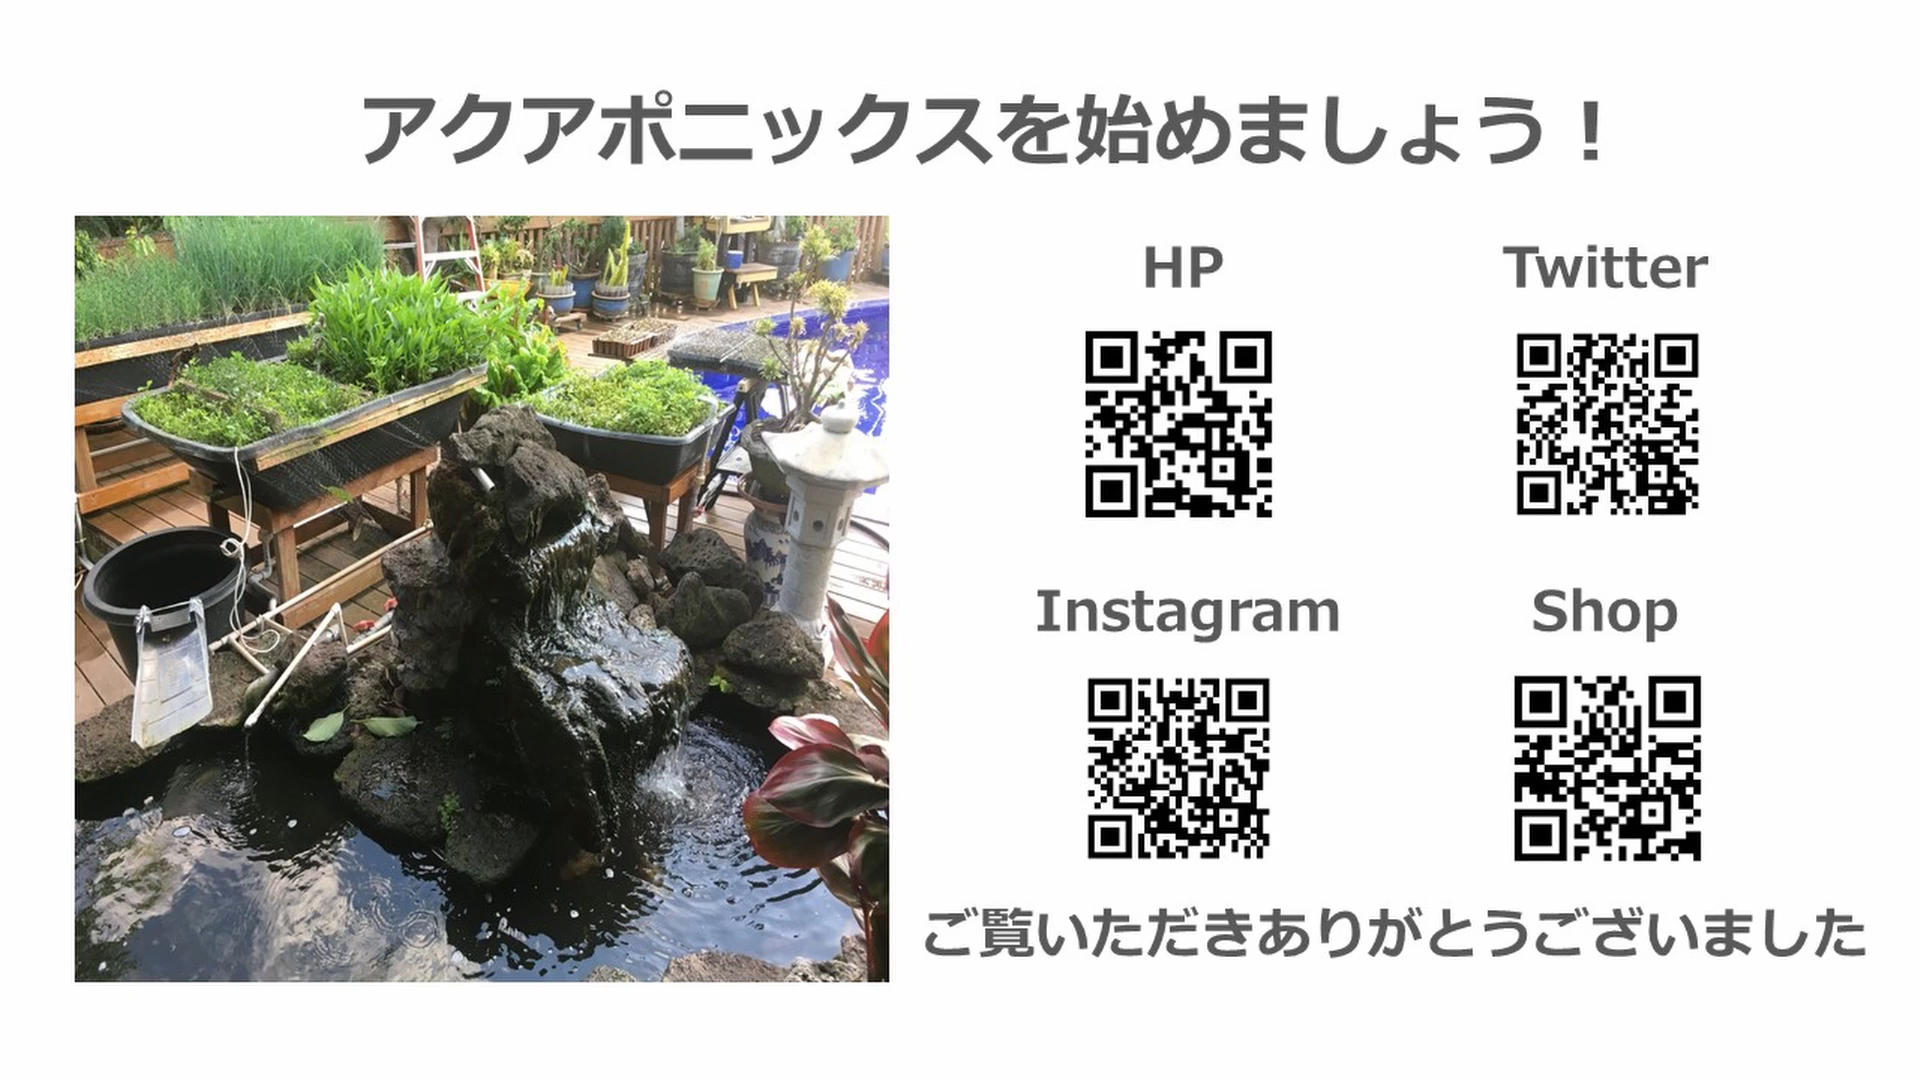 アクアポニックスを始めましょう！
HP
Twitter
Instagram
Shop
ご覧いただきありがとうございました